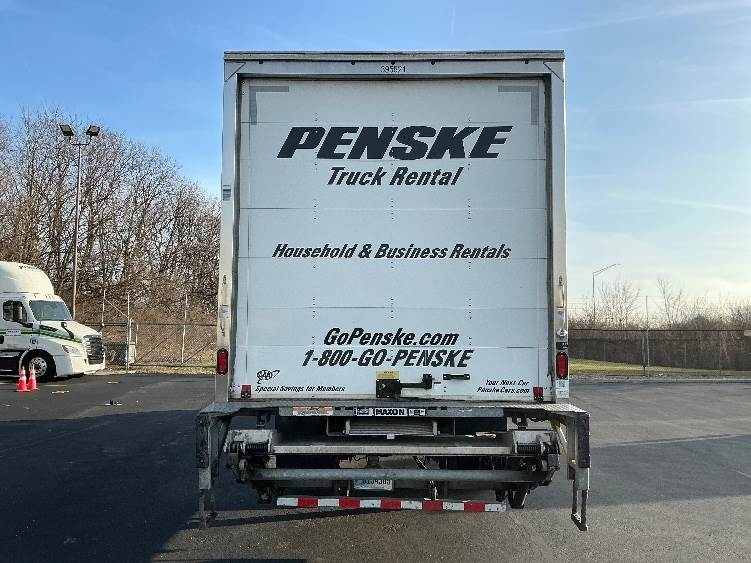 395821
PENSKE
Truck Rental
Household & Business Rentals
GoPenske.com
1-800-GO-PENSKE
AAA
Special Savings for Members
Your Next Car
PenskeCars.com
MAXON